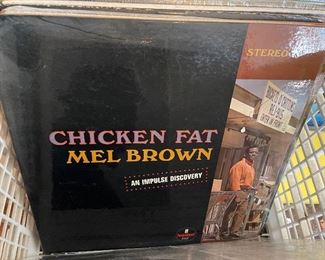 STEREO
CHICKEN FAT
MEL BROWN
AN IMPULSE DISCOVERY